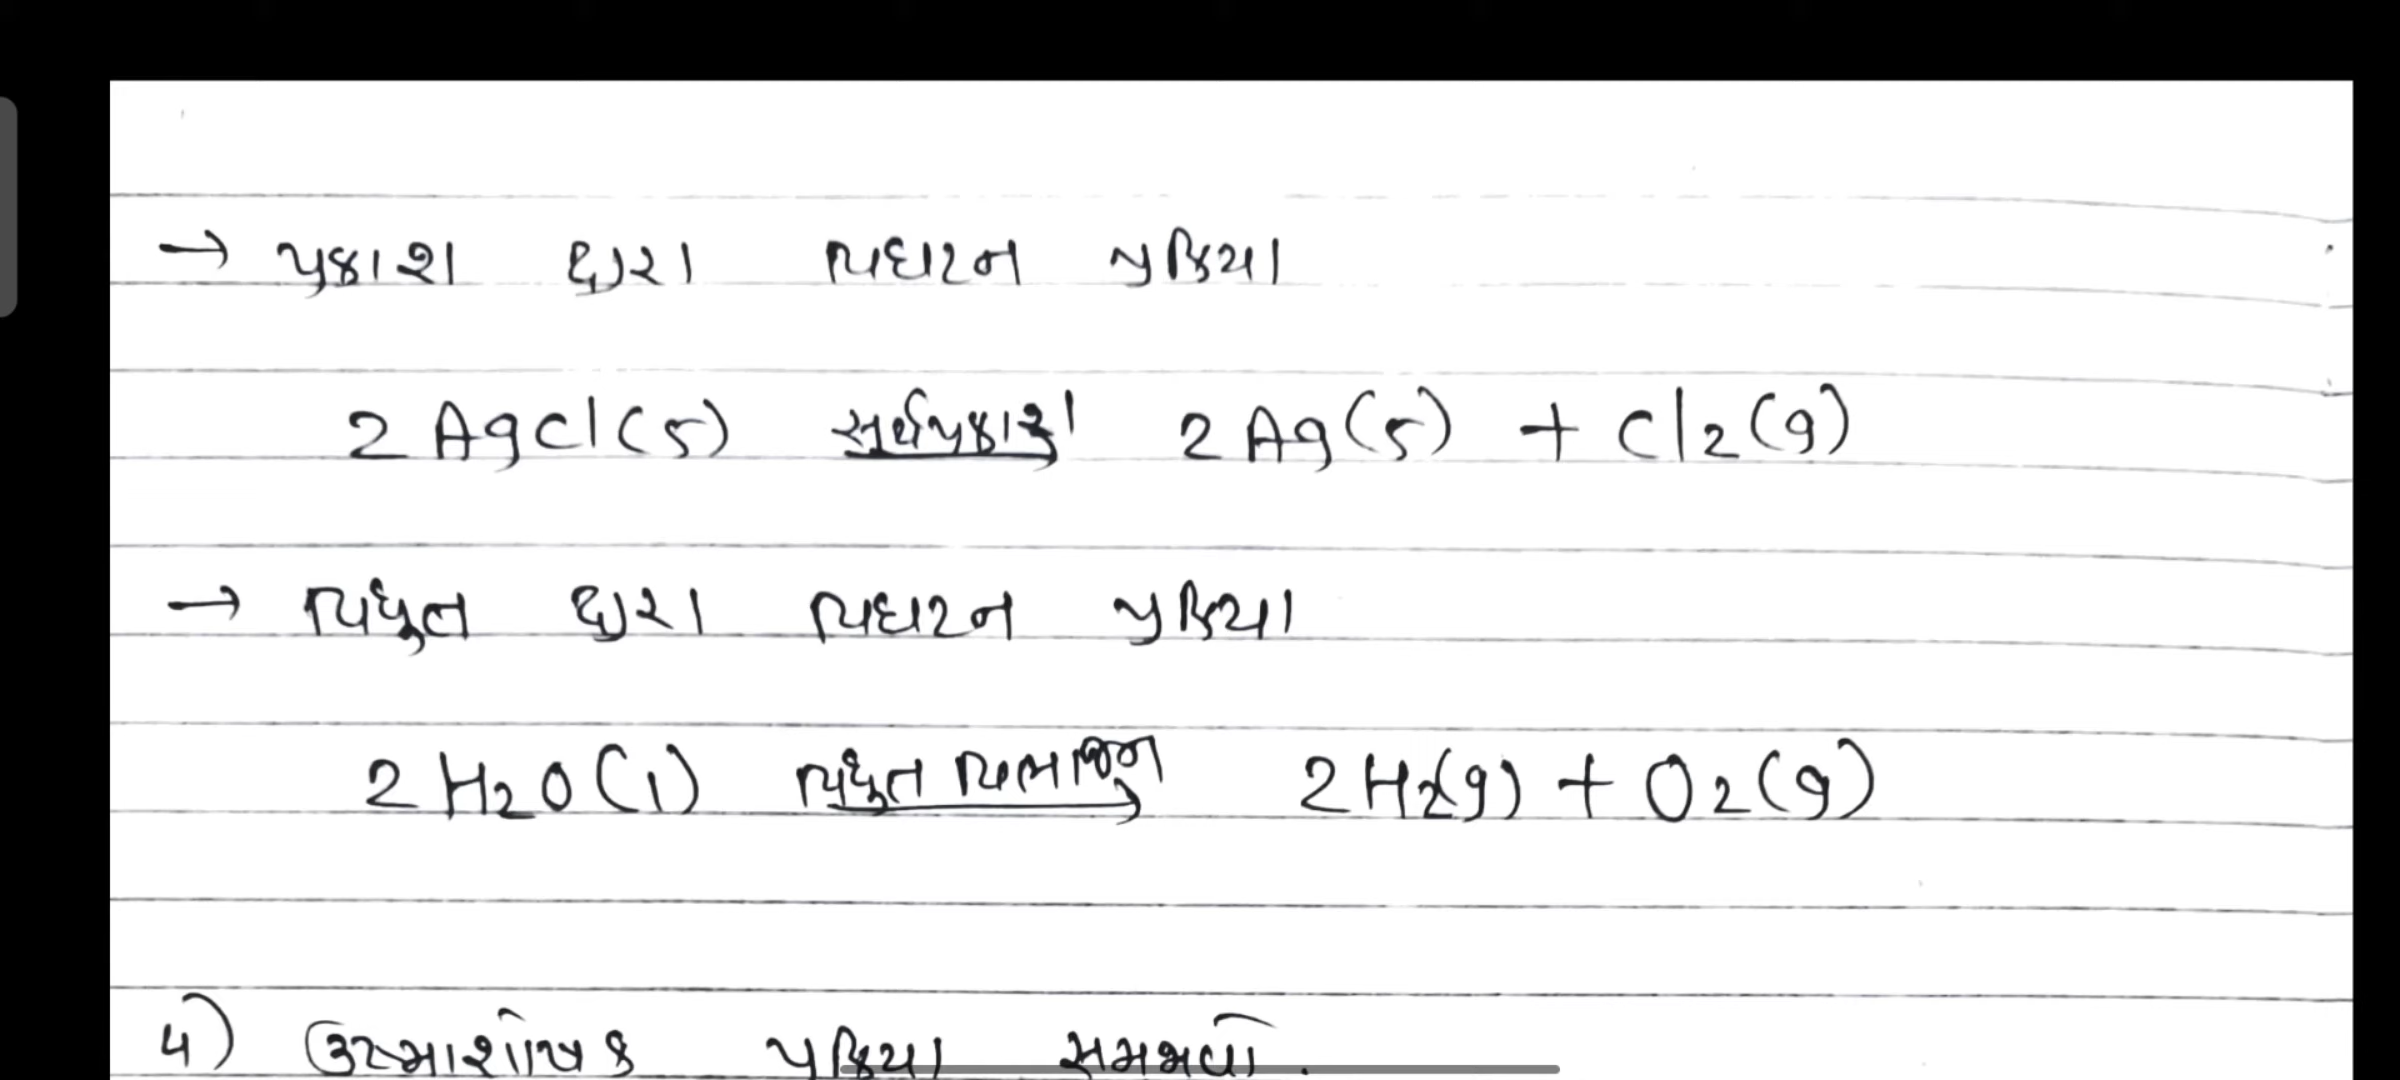 → પ્રકાશ દ્વારા વિઘટન પ્રક્રિયા
2 AgCl (s) સૂર્યપ્રકાશ 2 Ag (s) + Cl2 (g)
→ વિધુત દ્વારા વિઘટન પ્રક્રિયા
2 H2O (l) વિધુત વિભાજન 2 H2(g) + O2 (g)
૫) ઉષ્માશોષક પ્રક્રિયા સમજાવો.